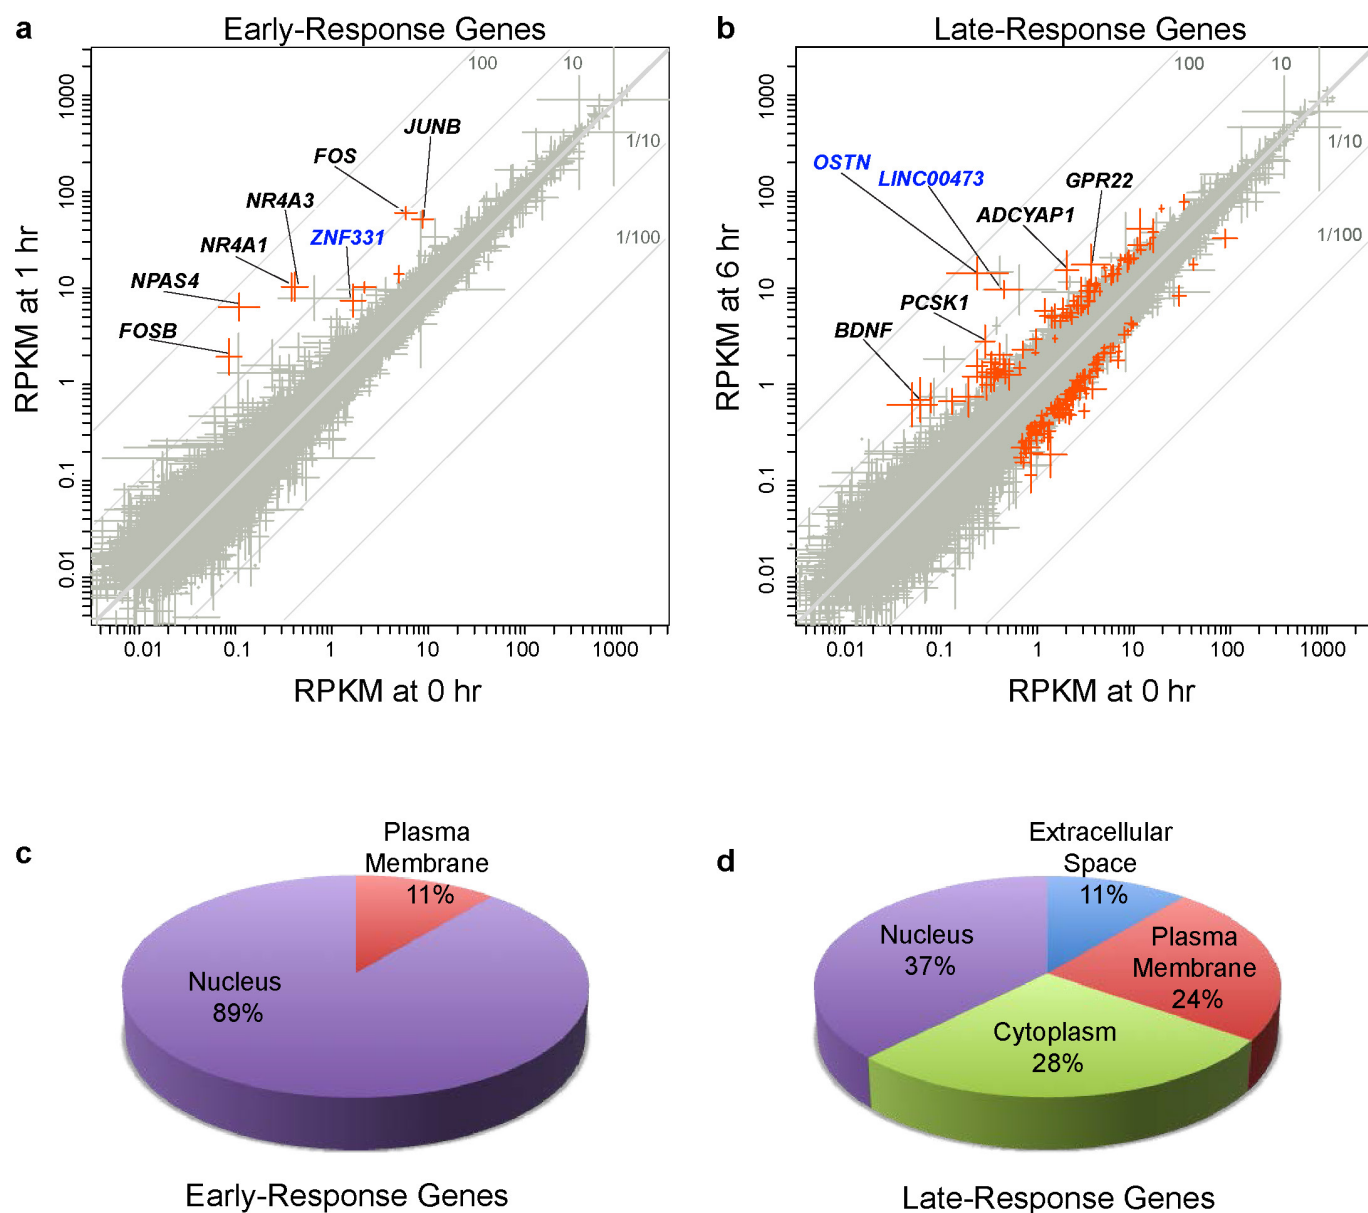 a
Early-Response Genes
RPKM at 1 hr
1000
100
10
1
0.1
0.01
100
10
1/10
1/100
JUNB
FOS
NR4A3
NR4A1
ZNF331
NPAS4
FOSB
0.01
0.1
1
10
100
1000
RPKM at 0 hr
b
Late-Response Genes
RPKM at 6 hr
1000
100
10
1
0.1
0.01
100
10
1/10
1/100
OSTN
LINC00473
GPR22
ADCYAP1
PCSK1
BDNF
0.01
0.1
1
10
100
1000
RPKM at 0 hr
c
Plasma
Membrane
11%
Nucleus
89%
Early-Response Genes
d
Extracellular
Space
11%
Nucleus
37%
Plasma
Membrane
24%
Cytoplasm
28%
Late-Response Genes